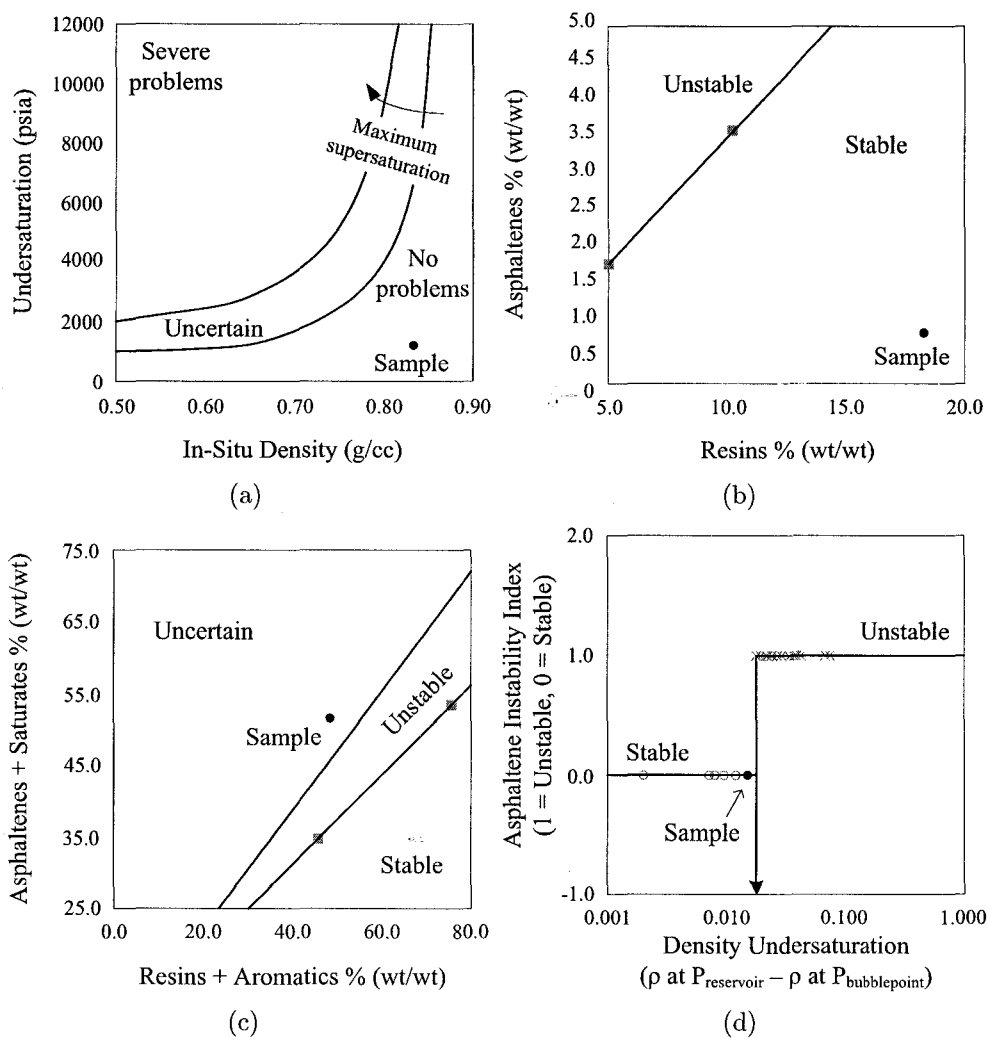 12000
10000
8000
6000
4000
2000
0
Undersaturation (psia)
Severe
problems
Maximum
supersaturation
No
problems
Uncertain
Sample
0.50 0.60 0.70 0.80 0.90
In-Situ Density (g/cc)
(a)
5.0
4.5
4.0
3.5
3.0
2.5
2.0
1.5
1.0
0.5
0
Asphaltenes % (wt/wt)
Unstable
Stable
Sample
5.0 10.0 15.0 20.0
Resins % (wt/wt)
(b)
75.0
65.0
55.0
45.0
35.0
25.0
Asphaltenes + Saturates % (wt/wt)
Uncertain
Unstable
Sample
Stable
0.0 20.0 40.0 60.0 80.0
Resins + Aromatics % (wt/wt)
(c)
2.0
1.0
0.0
-1.0
Asphaltene Instability Index
(1 = Unstable, 0 = Stable)
Unstable
Stable
Sample
0.001 0.010 0.100 1.000
Density Undersaturation
(ρ at Preservoir – ρ at Pbubblepoint)
(d)